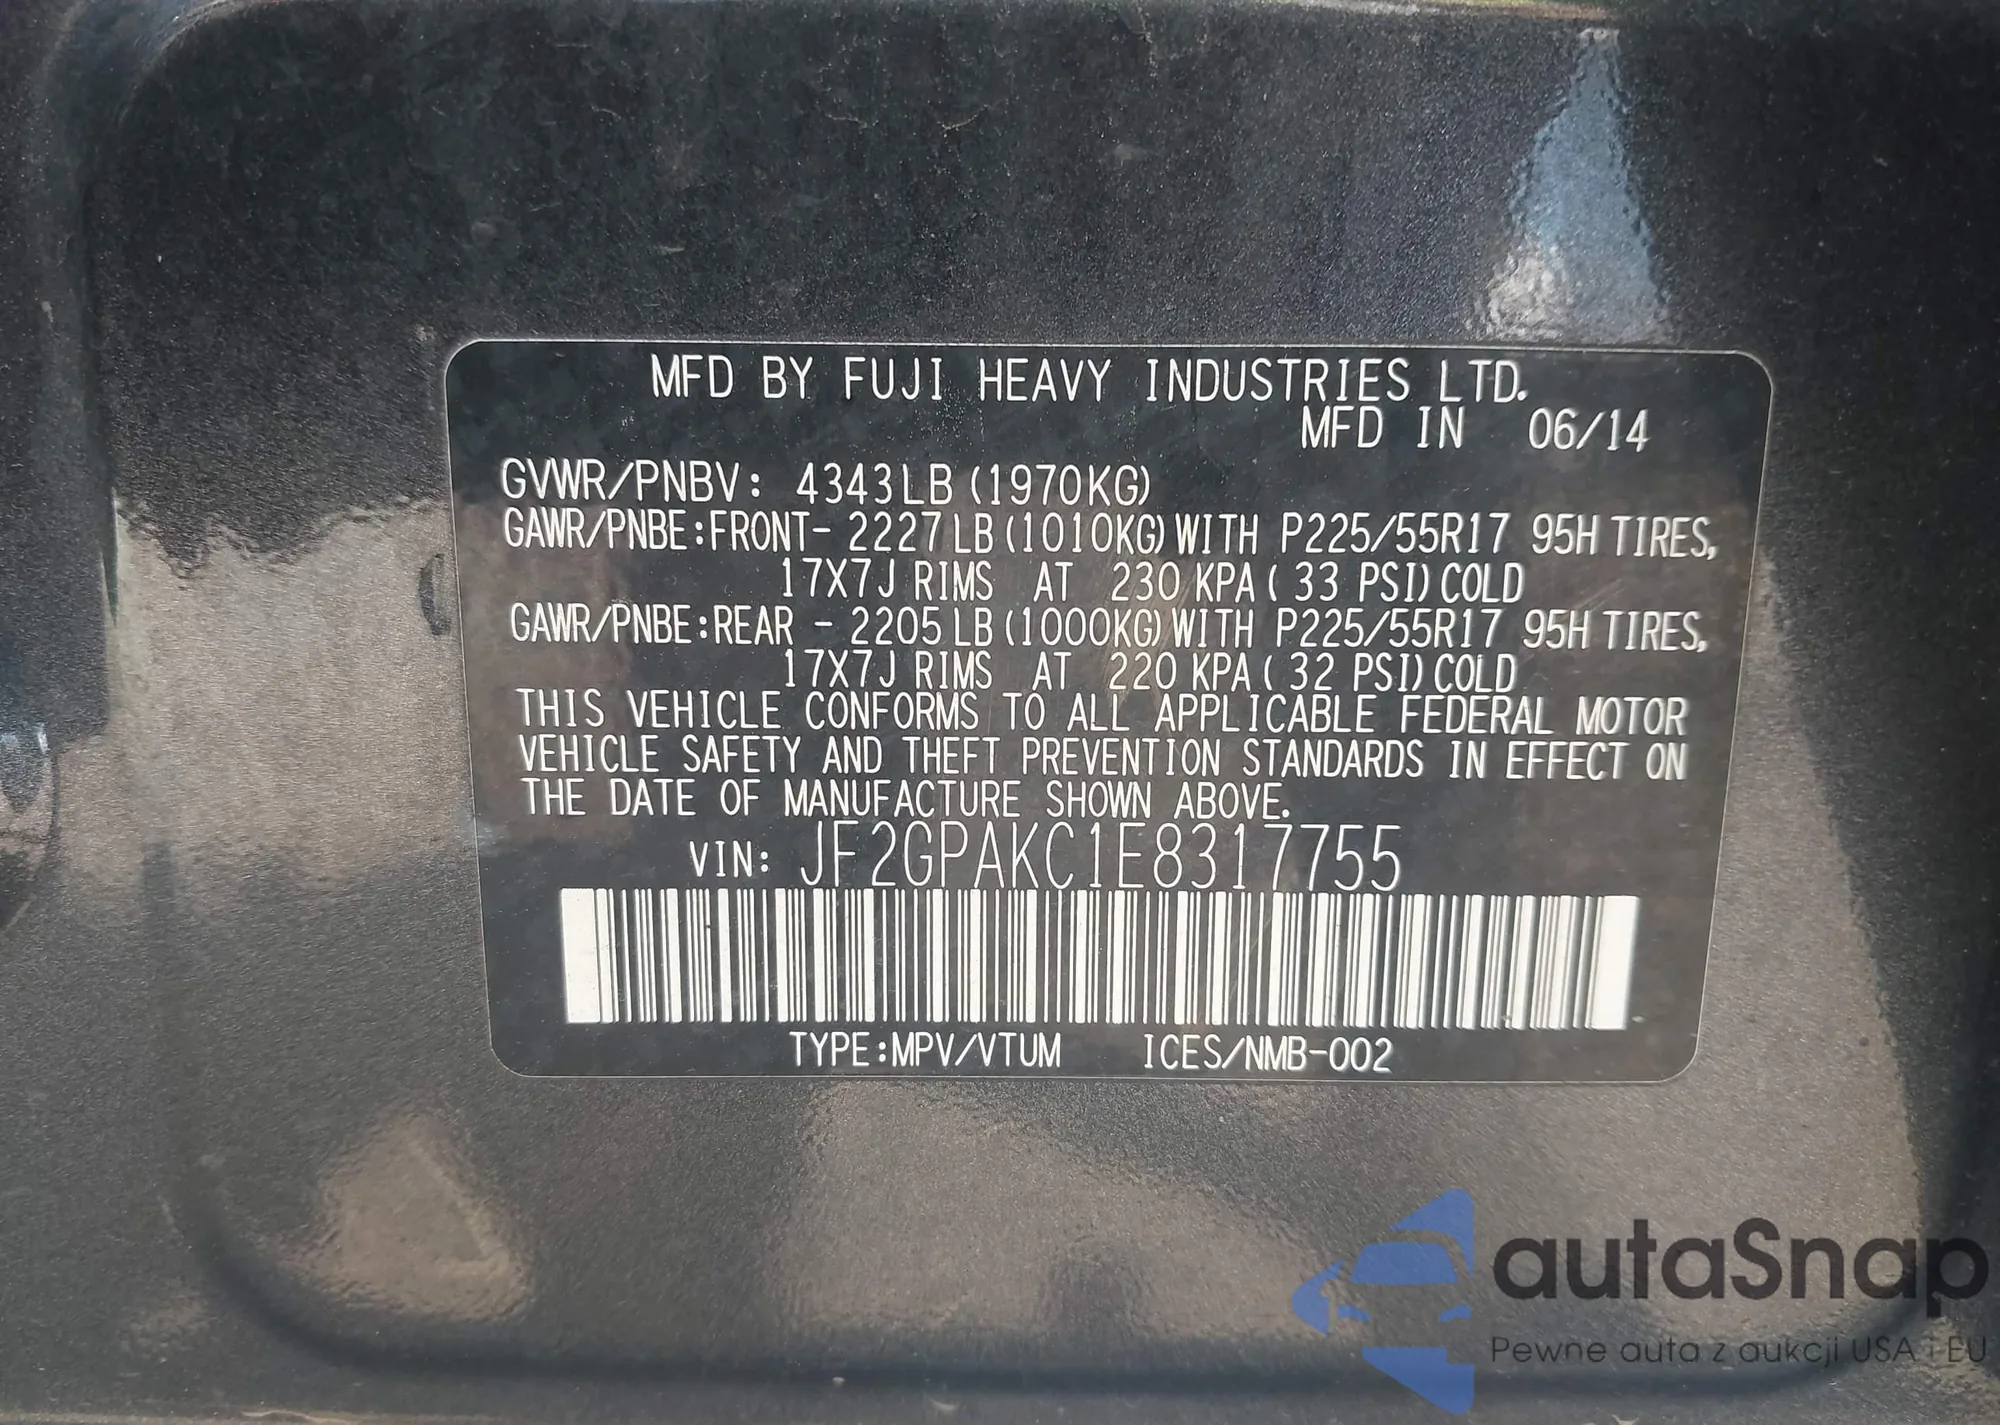 MFD BY FUJI HEAVY INDUSTRIES LTD.
MFD IN 06/14
GVWR/PNBV: 4343LB (1970KG)
GAWR/PNBE:FRONT- 2227LB (1010KG) WITH P225/55R17 95H TIRES,
17X7J RIMS AT 230 KPA ( 33 PSI) COLD
GAWR/PNBE:REAR - 2205LB (1000KG) WITH P225/55R17 95H TIRES,
17X7J RIMS AT 220 KPA ( 32 PSI) COLD
THIS VEHICLE CONFORMS TO ALL APPLICABLE FEDERAL MOTOR
VEHICLE SAFETY AND THEFT PREVENTION STANDARDS IN EFFECT ON
THE DATE OF MANUFACTURE SHOWN ABOVE.
VIN: JF2GPAKC1E8317755
TYPE:MPV/VTUM ICES/NMB-002
autaSnap
Pewne auta z aukcji USA i EU